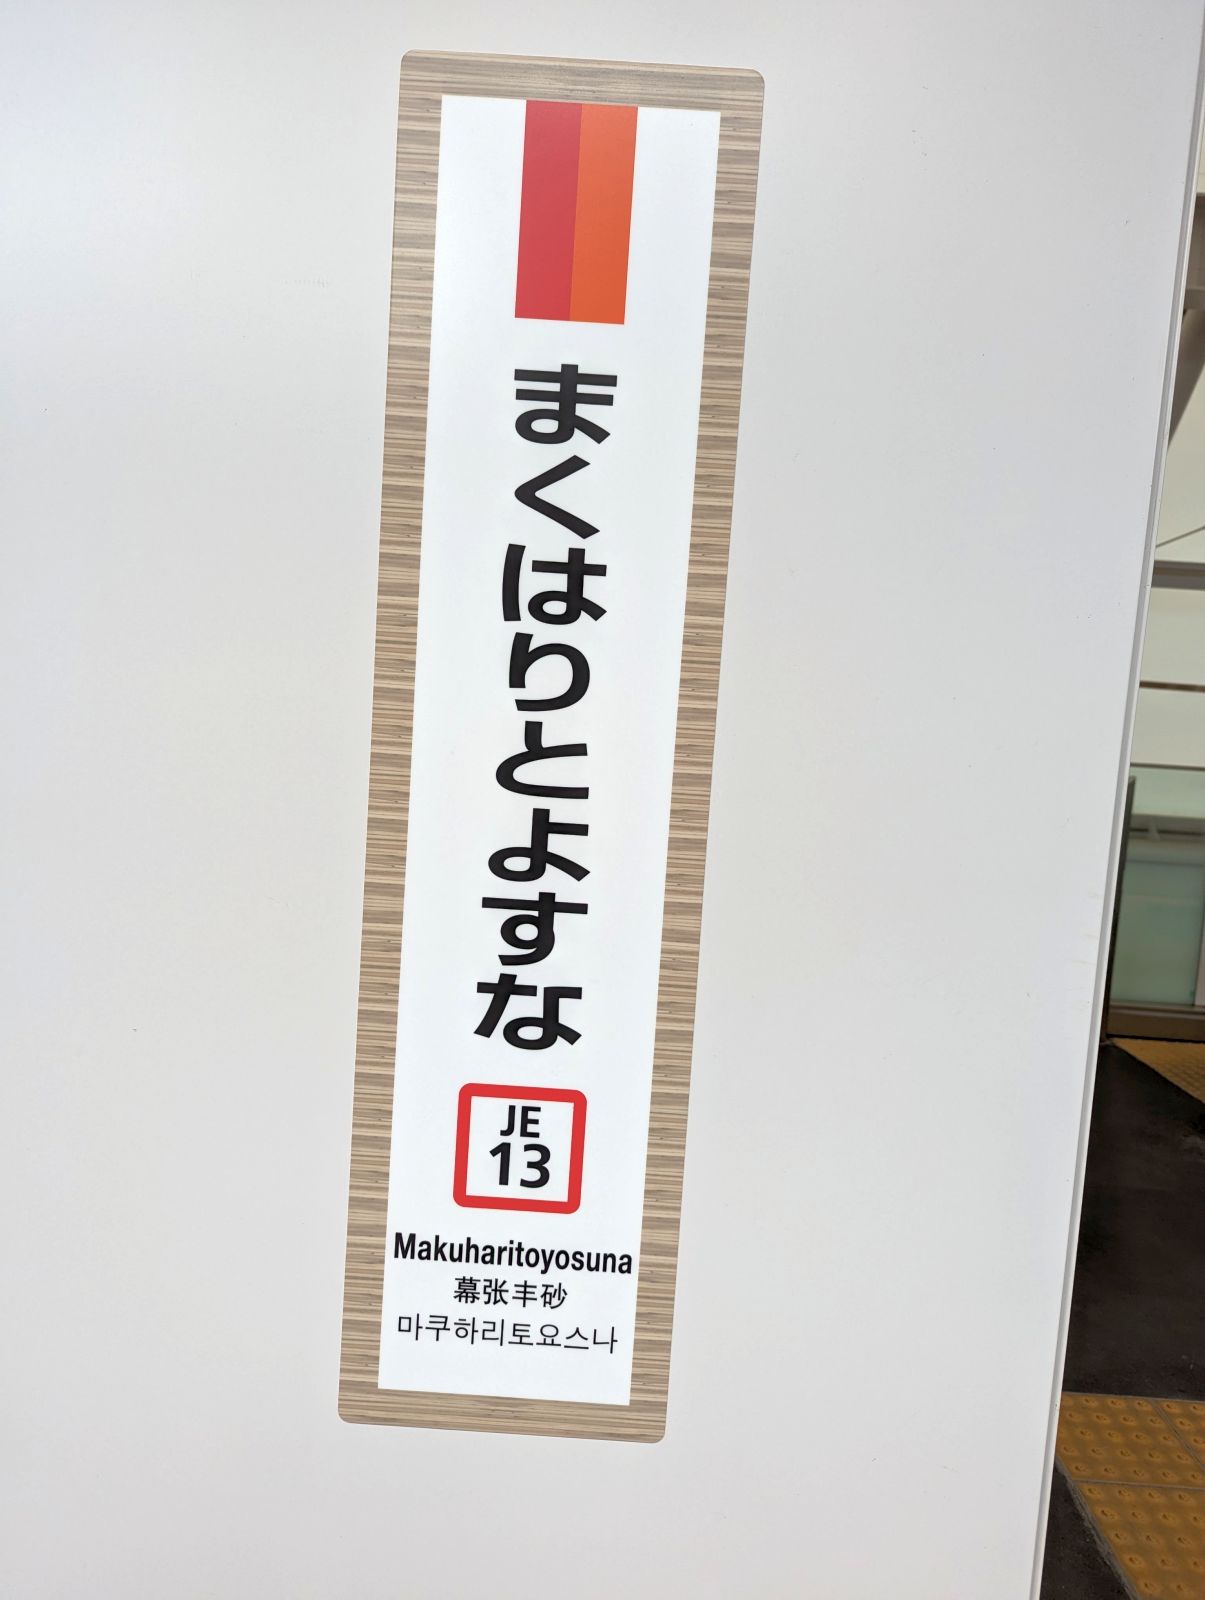 まくはりとよすな
JE
13
Makuharitoyosuna
幕张丰砂
마쿠하리토요스나